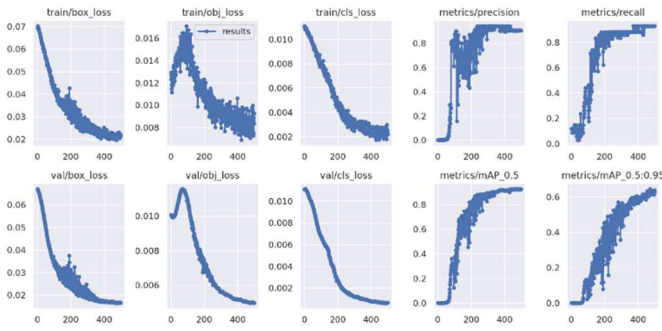 train/box_loss
train/obj_loss
train/cls_loss
metrics/precision
metrics/recall
0.07
0.06
0.05
0.04
0.03
0.02
0.016
0.014
0.012
0.010
0.008
results
0.010
0.008
0.006
0.004
0.002
0.8
0.6
0.4
0.2
0.0
0.8
0.6
0.4
0.2
0.0
0 200 400
0 200 400
0 200 400
0 200 400
0 200 400
val/box_loss
val/obj_loss
val/cls_loss
metrics/mAP_0.5
metrics/mAP_0.5:0.95
0.06
0.05
0.04
0.03
0.02
0.010
0.008
0.006
0.010
0.008
0.006
0.004
0.002
0.8
0.6
0.4
0.2
0.0
0.6
0.4
0.2
0.0
0 200 400
0 200 400
0 200 400
0 200 400
0 200 400